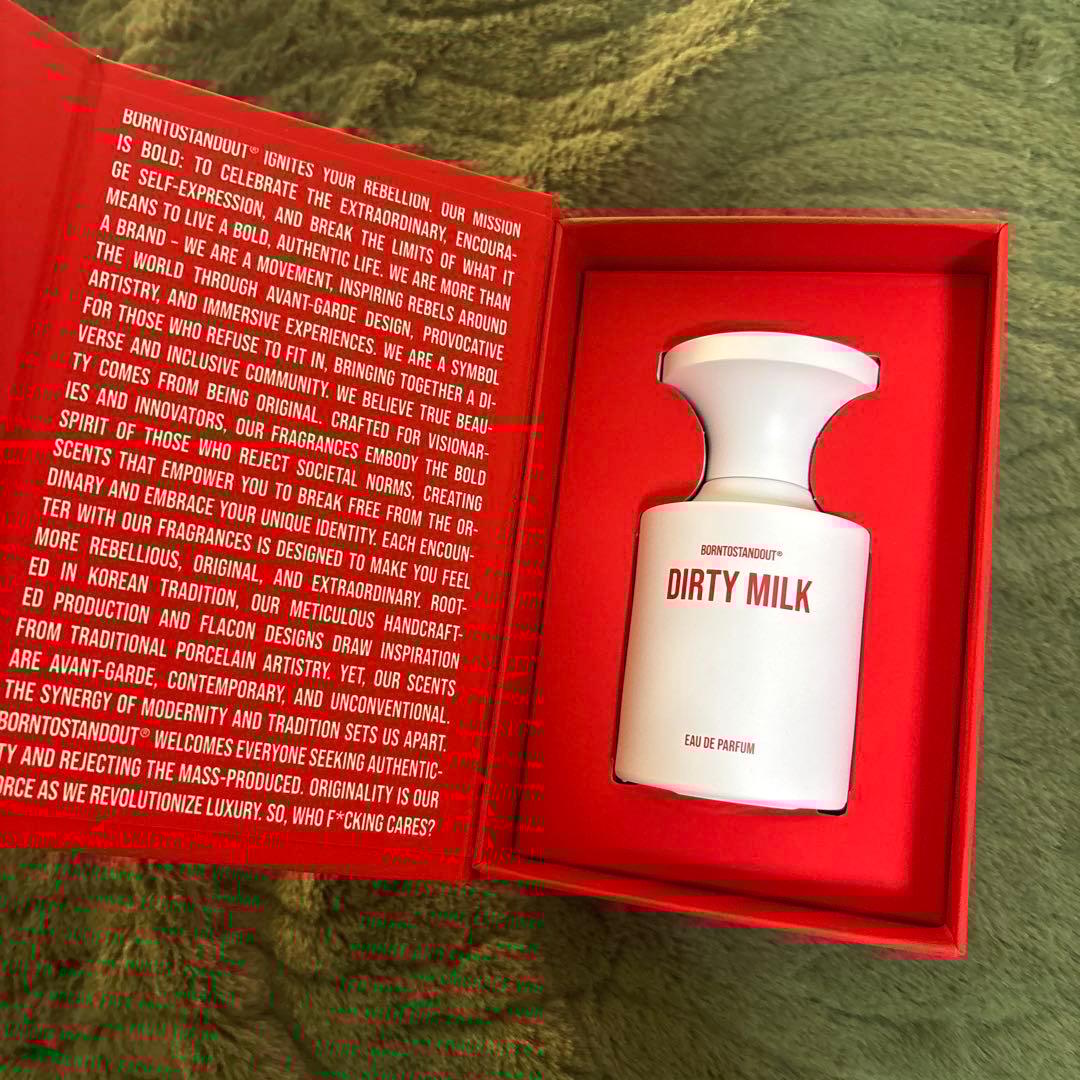 BORNTOSTANDOUT® IGNITES YOUR REBELLION. OUR MISSION
IS BOLD: TO CELEBRATE THE EXTRAORDINARY, ENCOURA-
GE SELF-EXPRESSION, AND BREAK THE LIMITS OF WHAT IT
MEANS TO LIVE A BOLD, AUTHENTIC LIFE. WE ARE MORE THAN
A BRAND – WE ARE A MOVEMENT, INSPIRING REBELS AROUND
THE WORLD THROUGH AVANT-GARDE DESIGN, PROVOCATIVE
ARTISTRY, AND IMMERSIVE EXPERIENCES. WE ARE A SYMBOL
FOR THOSE WHO REFUSE TO FIT IN, BRINGING TOGETHER A DI-
VERSE AND INCLUSIVE COMMUNITY. WE BELIEVE TRUE BEAU-
TY COMES FROM BEING ORIGINAL. CRAFTED FOR VISIONAR-
IES AND INNOVATORS, OUR FRAGRANCES EMBODY THE BOLD
SPIRIT OF THOSE WHO REJECT SOCIETAL NORMS, CREATING
SCENTS THAT EMPOWER YOU TO BREAK FREE FROM THE OR-
DINARY AND EMBRACE YOUR UNIQUE IDENTITY. EACH ENCOUN-
TER WITH OUR FRAGRANCES IS DESIGNED TO MAKE YOU FEEL
MORE REBELLIOUS, ORIGINAL, AND EXTRAORDINARY. ROOT-
ED IN KOREAN TRADITION, OUR METICULOUS HANDCRAFT-
ED PRODUCTION AND FLACON DESIGNS DRAW INSPIRATION
FROM TRADITIONAL PORCELAIN ARTISTRY. YET, OUR SCENTS
ARE AVANT-GARDE, CONTEMPORARY, AND UNCONVENTIONAL.
THE SYNERGY OF MODERNITY AND TRADITION SETS US APART.
BORNTOSTANDOUT® WELCOMES EVERYONE SEEKING AUTHENTIC-
TY AND REJECTING THE MASS-PRODUCED. ORIGINALITY IS OUR
ORCE AS WE REVOLUTIONIZE LUXURY. SO, WHO F*CKING CARES?
BORNTOSTANDOUT®
DIRTY MILK
EAU DE PARFUM